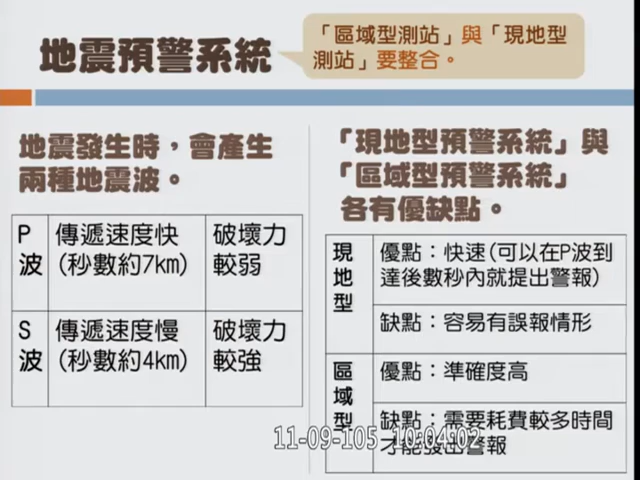 地震預警系統
「區域型測站」與「現地型
測站」要整合。
地震發生時，會產生
兩種地震波。
P
波
傳遞速度快
(秒數約7km)
破壞力
較弱
S
波
傳遞速度慢
(秒數約4km)
破壞力
較強
「現地型預警系統」與
「區域型預警系統」
各有優缺點。
現
地
型
優點：快速(可以在P波到
達後數秒內就提出警報)
缺點：容易有誤報情形
區
域
型
優點：準確度高
缺點：需要耗費較多時間
才能發出警報
11-09-105 10:04:02